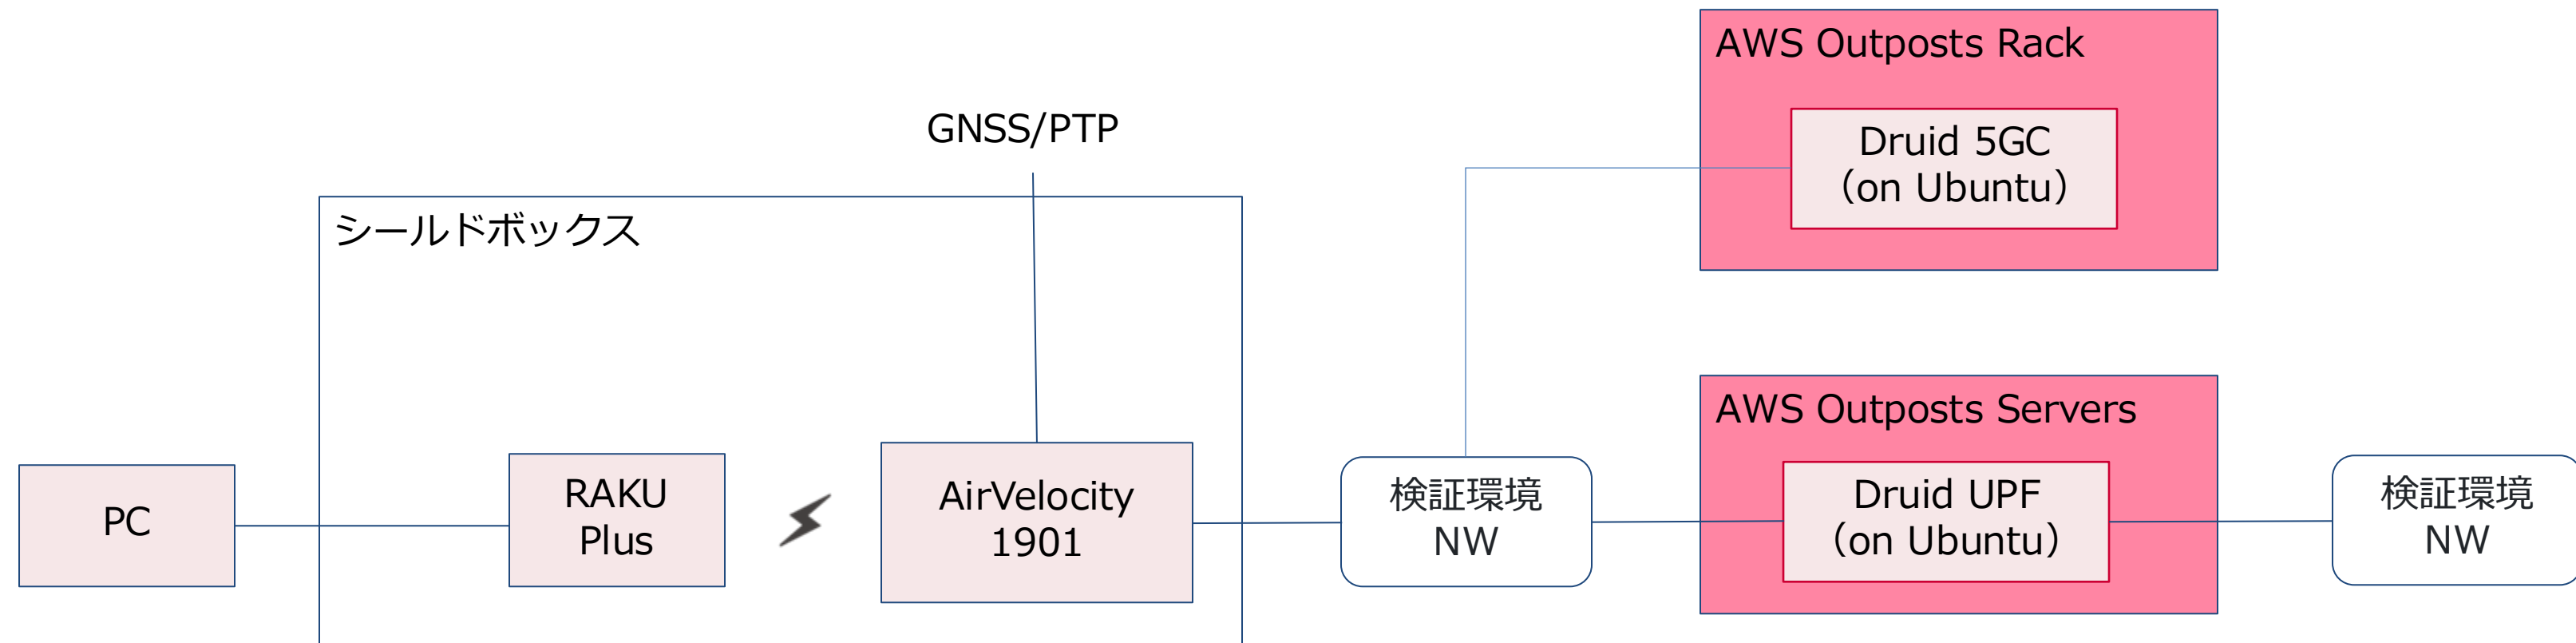 AWS Outposts Rack
Druid 5GC
（on Ubuntu）
GNSS/PTP
シールドボックス
AWS Outposts Servers
PC
RAKU
Plus
AirVelocity
1901
検証環境
NW
Druid UPF
（on Ubuntu）
検証環境
NW